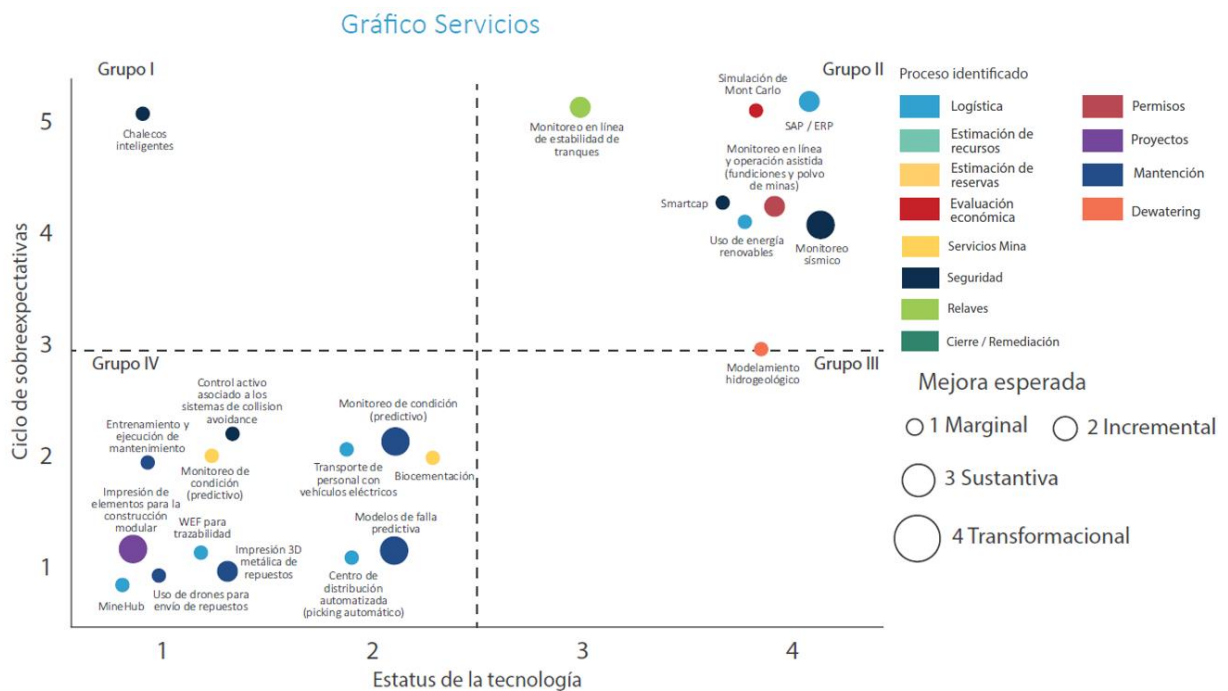 Gráfico Servicios
Grupo I
Grupo II
Chalecos
inteligentes
Monitoreo en línea
de estabilidad de
tranques
Simulación de
Mont Carlo
SAP / ERP
Monitoreo en línea
y operación asistida
(fundiciones y polvo
de minas)
Smartcap
Uso de energía
renovables
Monitoreo
sísmico
Grupo IV
Grupo III
Modelamiento
hidrogeológico
Control activo
asociado a los
sistemas de collision
avoidance
Entrenamiento y
ejecución de
mantenimiento
Monitoreo de
condición
(predictivo)
Monitoreo de condición
(predictivo)
Transporte de
personal con
vehículos eléctricos
Biocementación
Impresión de
elementos para la
construcción
modular
WEF para
trazabilidad
Impresión 3D
metálica de
repuestos
MineHub
Uso de drones para
envío de repuestos
Modelos de falla
predictiva
Centro de
distribución
automatizada
(picking automático)
Ciclo de sobreexpectativas
5
4
3
2
1
1
2
3
4
Estatus de la tecnología
Proceso identificado
Logística
Estimación de
recursos
Estimación de
reservas
Evaluación
económica
Servicios Mina
Seguridad
Relaves
Cierre / Remediación
Permisos
Proyectos
Mantención
Dewatering
Mejora esperada
1 Marginal
2 Incremental
3 Sustantiva
4 Transformacional